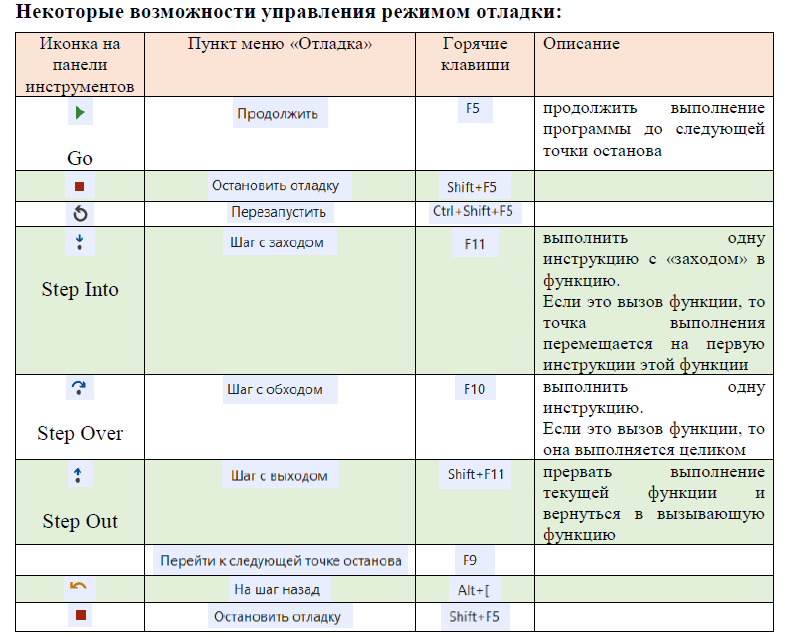 Некоторые возможности управления режимом отладки:
Иконка на
панели
инструментов
Пункт меню «Отладка»
Горячие
клавиши
Описание
Go
Продолжить
F5
продолжить выполнение
программы до следующей
точки останова
Остановить отладку
Shift+F5
Перезапустить
Ctrl+Shift+F5
Step Into
Шаг с заходом
F11
выполнить одну
инструкцию с «заходом» в
функцию.
Если это вызов функции, то
точка выполнения
перемещается на первую
инструкции этой функции
Step Over
Шаг с обходом
F10
выполнить одну
инструкцию.
Если это вызов функции, то
она выполняется целиком
Step Out
Шаг с выходом
Shift+F11
прервать выполнение
текущей функции и
вернуться в вызывающую
функцию
Перейти к следующей точке останова
F9
На шаг назад
Alt+[
Остановить отладку
Shift+F5